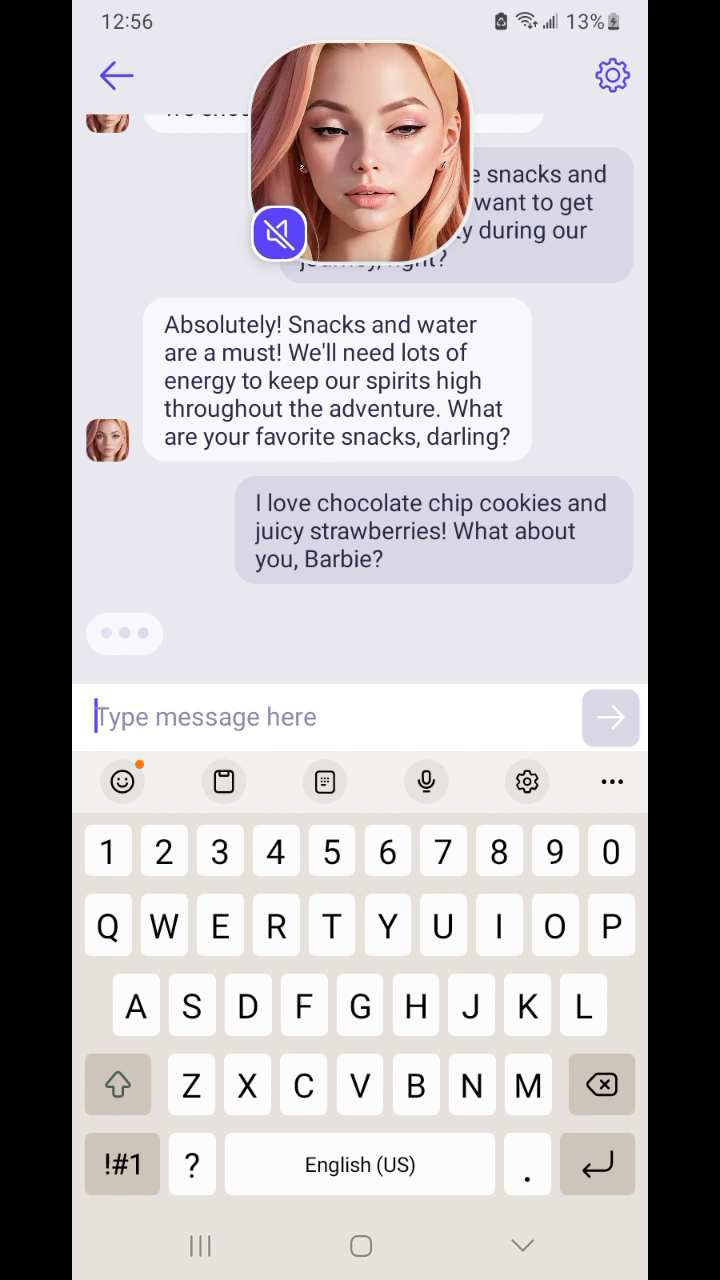 12:56
13%
e snacks and
want to get
ty during our
journey, right?
Absolutely! Snacks and water
are a must! We'll need lots of
energy to keep our spirits high
throughout the adventure. What
are your favorite snacks, darling?
I love chocolate chip cookies and
juicy strawberries! What about
you, Barbie?
Type message here
1 2 3 4 5 6 7 8 9 0
Q W E R T Y U I O P
A S D F G H J K L
Z X C V B N M
!#1 ? English (US) .